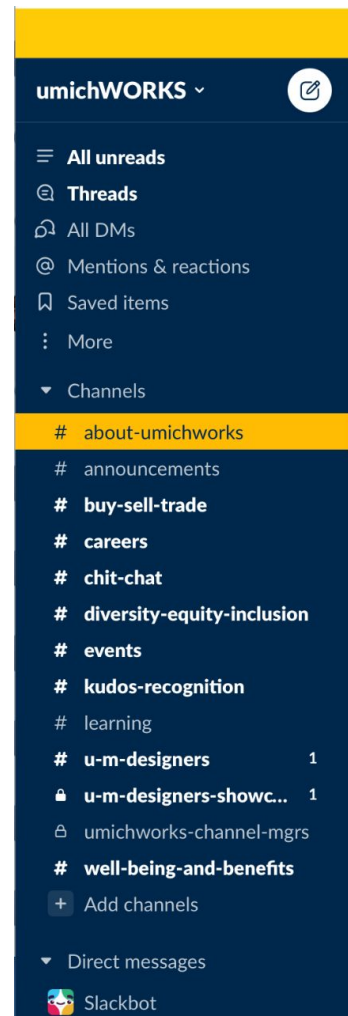 umichWORKS
All unreads
Threads
All DMs
@ Mentions & reactions
Saved items
More
Channels
# about-umichworks
# announcements
# buy-sell-trade
# careers
# chit-chat
# diversity-equity-inclusion
# events
# kudos-recognition
# learning
# u-m-designers 1
u-m-designers-showc... 1
umichworks-channel-mgrs
# well-being-and-benefits
+ Add channels
Direct messages
Slackbot